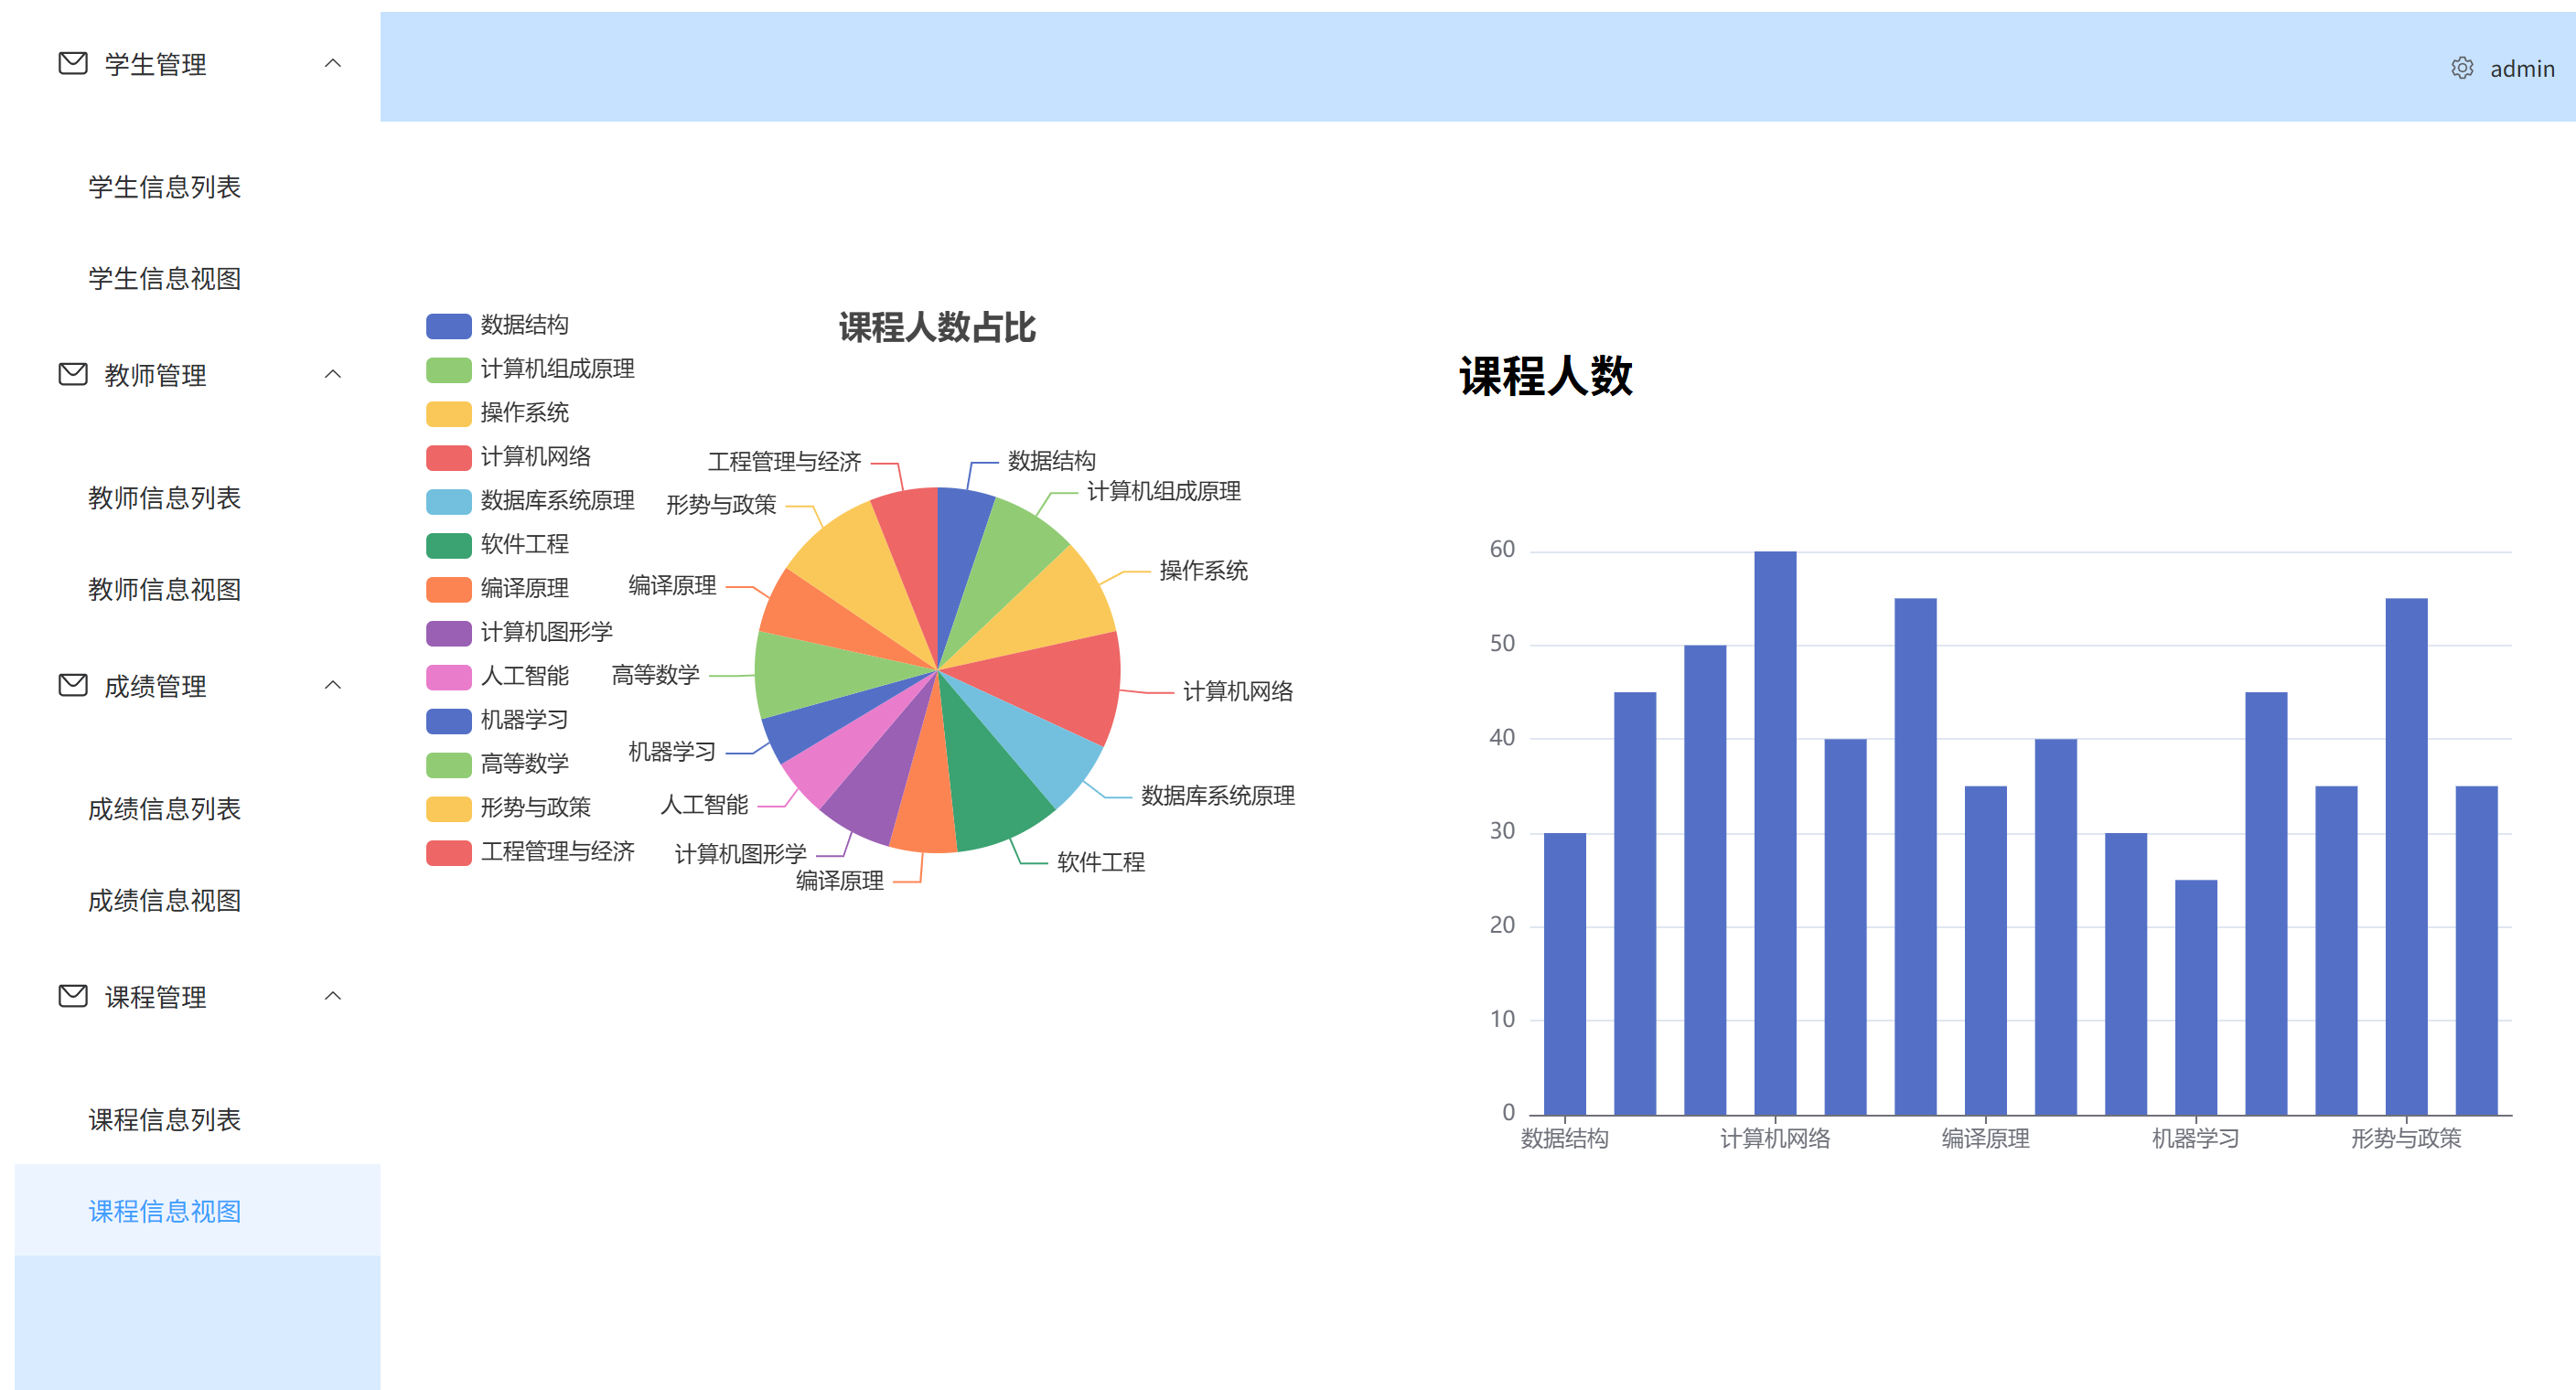 学生管理
学生信息列表
学生信息视图
教师管理
教师信息列表
教师信息视图
成绩管理
成绩信息列表
成绩信息视图
课程管理
课程信息列表
课程信息视图
admin
课程人数占比
数据结构
计算机组成原理
操作系统
计算机网络
数据库系统原理
软件工程
编译原理
计算机图形学
人工智能
机器学习
高等数学
形势与政策
工程管理与经济
数据结构
计算机组成原理
操作系统
计算机网络
数据库系统原理
软件工程
编译原理
计算机图形学
人工智能
机器学习
高等数学
编译原理
形势与政策
工程管理与经济
课程人数
60
50
40
30
20
10
0
数据结构
计算机网络
编译原理
机器学习
形势与政策